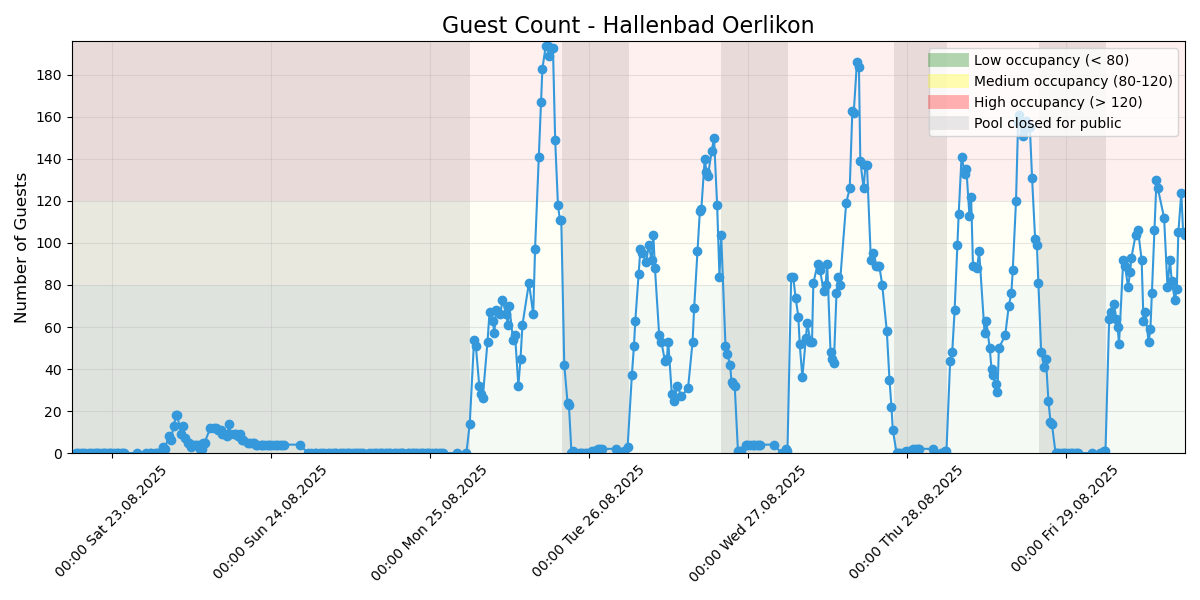 Guest Count - Hallenbad Oerlikon
Number of Guests
180
160
140
120
100
80
60
40
20
0
Low occupancy (< 80)
Medium occupancy (80-120)
High occupancy (> 120)
Pool closed for public
00:00 Sat 23.08.2025
00:00 Sun 24.08.2025
00:00 Mon 25.08.2025
00:00 Tue 26.08.2025
00:00 Wed 27.08.2025
00:00 Thu 28.08.2025
00:00 Fri 29.08.2025